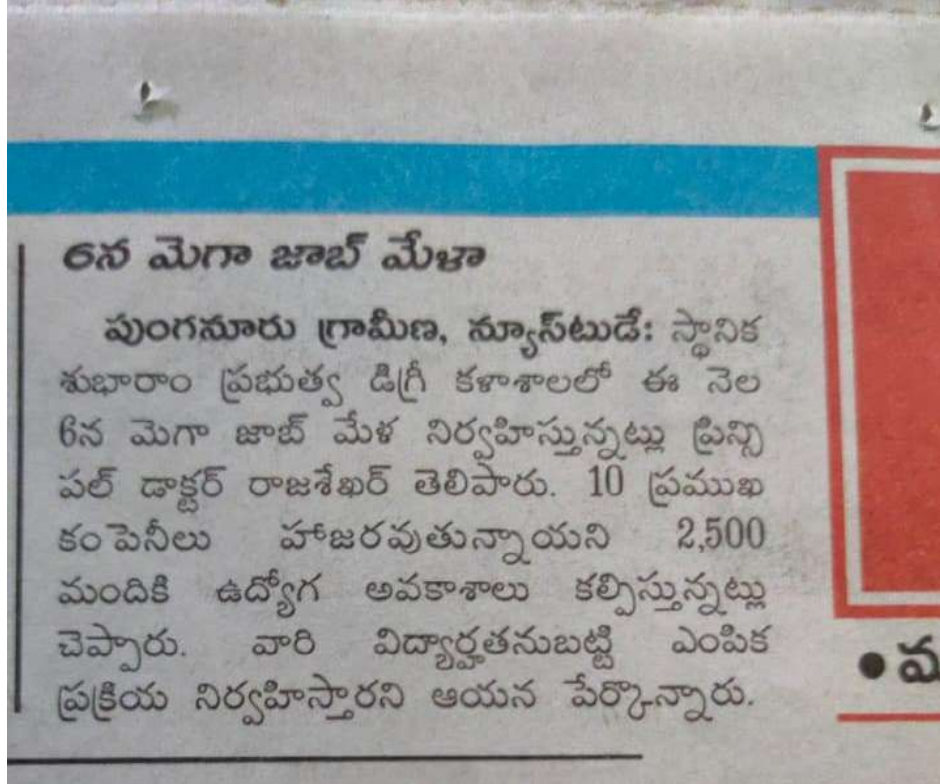 6న మెగా జాబ్ మేళా
పుంగనూరు గ్రామీణ, న్యూస్‌టుడే: స్థానిక
శుభారాం ప్రభుత్వ డిగ్రీ కళాశాలలో ఈ నెల
6న మెగా జాబ్ మేళ నిర్వహిస్తున్నట్లు ప్రిన్సి
పల్ డాక్టర్ రాజశేఖర్ తెలిపారు. 10 ప్రముఖ
కంపెనీలు హాజరవుతున్నాయని 2,500
మందికి ఉద్యోగ అవకాశాలు కల్పిస్తున్నట్లు
చెప్పారు. వారి విద్యార్హతనుబట్టి ఎంపిక
ప్రక్రియ నిర్వహిస్తారని ఆయన పేర్కొన్నారు.